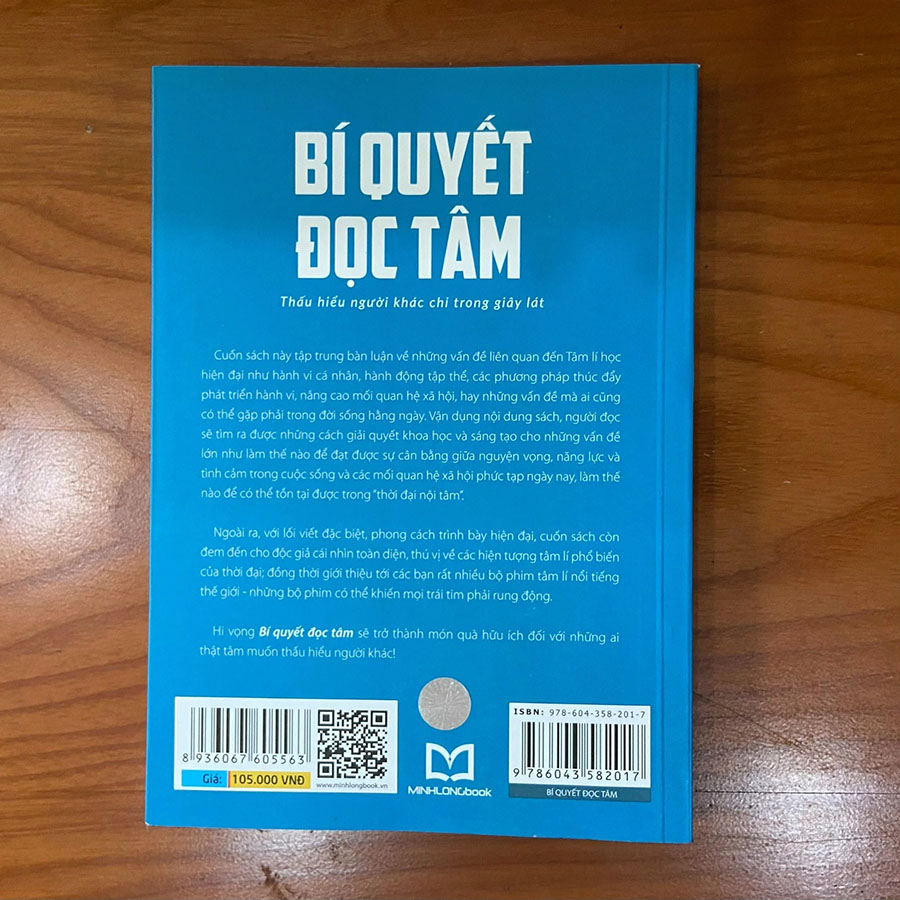 BÍ QUYẾT
ĐỌC TÂM
Thấu hiểu người khác chỉ trong giây lát
Cuốn sách này tập trung bàn luận về những vấn đề liên quan đến Tâm lí học
hiện đại như hành vi cá nhân, hành động tập thể, các phương pháp thúc đẩy
phát triển hành vi, nâng cao mối quan hệ xã hội, hay những vấn đề mà ai cũng
có thể gặp phải trong đời sống hằng ngày. Vận dụng nội dung sách, người đọc
sẽ tìm ra được những cách giải quyết khoa học và sáng tạo cho những vấn đề
lớn như làm thế nào để đạt được sự cân bằng giữa nguyện vọng, năng lực và
tình cảm trong cuộc sống và các mối quan hệ xã hội phức tạp ngày nay, làm thế
nào để có thể tồn tại được trong "thời đại nội tâm".
Ngoài ra, với lối viết đặc biệt, phong cách trình bày hiện đại, cuốn sách còn
đem đến cho độc giả cái nhìn toàn diện, thú vị về các hiện tượng tâm lí phổ biến
của thời đại; đồng thời giới thiệu tới các bạn rất nhiều bộ phim tâm lí nổi tiếng
thế giới - những bộ phim có thể khiến mọi trái tim phải rung động.
Hi vọng Bí quyết đọc tâm sẽ trở thành món quà hữu ích đối với những ai
thật tâm muốn thấu hiểu người khác!
8 936067 605563
Giá: 105.000 VNĐ
www.minhlongbook.vn
MINHLONGbook
ISBN: 978-604-358-201-7
9 786043 582017
BÍ QUYẾT ĐỌC TÂM